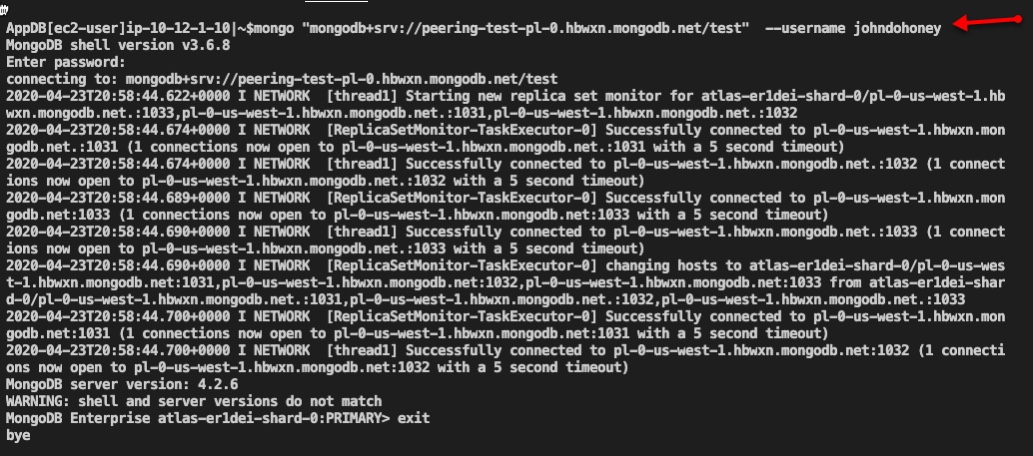 AppDB[ec2-user]ip-10-12-1-10|~$mongo "mongodb+srv://peering-test-pl-0.hbwxn.mongodb.net/test"  --username johndohoney
MongoDB shell version v3.6.8
Enter password:
connecting to: mongodb+srv://peering-test-pl-0.hbwxn.mongodb.net/test
2020-04-23T20:58:44.622+0000 I NETWORK  [thread1] Starting new replica set monitor for atlas-er1dei-shard-0/pl-0-us-west-1.hb
wxn.mongodb.net.:1033,pl-0-us-west-1.hbwxn.mongodb.net.:1031,pl-0-us-west-1.hbwxn.mongodb.net.:1032
2020-04-23T20:58:44.674+0000 I NETWORK  [ReplicaSetMonitor-TaskExecutor-0] Successfully connected to pl-0-us-west-1.hbwxn.mon
godb.net.:1031 (1 connections now open to pl-0-us-west-1.hbwxn.mongodb.net.:1031 with a 5 second timeout)
2020-04-23T20:58:44.674+0000 I NETWORK  [thread1] Successfully connected to pl-0-us-west-1.hbwxn.mongodb.net.:1032 (1 connect
ions now open to pl-0-us-west-1.hbwxn.mongodb.net.:1032 with a 5 second timeout)
2020-04-23T20:58:44.689+0000 I NETWORK  [ReplicaSetMonitor-TaskExecutor-0] Successfully connected to pl-0-us-west-1.hbwxn.mon
godb.net:1033 (1 connections now open to pl-0-us-west-1.hbwxn.mongodb.net:1033 with a 5 second timeout)
2020-04-23T20:58:44.690+0000 I NETWORK  [thread1] Successfully connected to pl-0-us-west-1.hbwxn.mongodb.net.:1033 (1 connect
ions now open to pl-0-us-west-1.hbwxn.mongodb.net.:1033 with a 5 second timeout)
2020-04-23T20:58:44.690+0000 I NETWORK  [ReplicaSetMonitor-TaskExecutor-0] changing hosts to atlas-er1dei-shard-0/pl-0-us-wes
t-1.hbwxn.mongodb.net:1031,pl-0-us-west-1.hbwxn.mongodb.net:1032,pl-0-us-west-1.hbwxn.mongodb.net:1033 from atlas-er1dei-shar
d-0/pl-0-us-west-1.hbwxn.mongodb.net.:1031,pl-0-us-west-1.hbwxn.mongodb.net.:1032,pl-0-us-west-1.hbwxn.mongodb.net.:1033
2020-04-23T20:58:44.700+0000 I NETWORK  [ReplicaSetMonitor-TaskExecutor-0] Successfully connected to pl-0-us-west-1.hbwxn.mon
godb.net:1031 (1 connections now open to pl-0-us-west-1.hbwxn.mongodb.net:1031 with a 5 second timeout)
2020-04-23T20:58:44.700+0000 I NETWORK  [thread1] Successfully connected to pl-0-us-west-1.hbwxn.mongodb.net:1032 (1 connecti
ons now open to pl-0-us-west-1.hbwxn.mongodb.net:1032 with a 5 second timeout)
MongoDB server version: 4.2.6
WARNING: shell and server versions do not match
MongoDB Enterprise atlas-er1dei-shard-0:PRIMARY> exit
bye